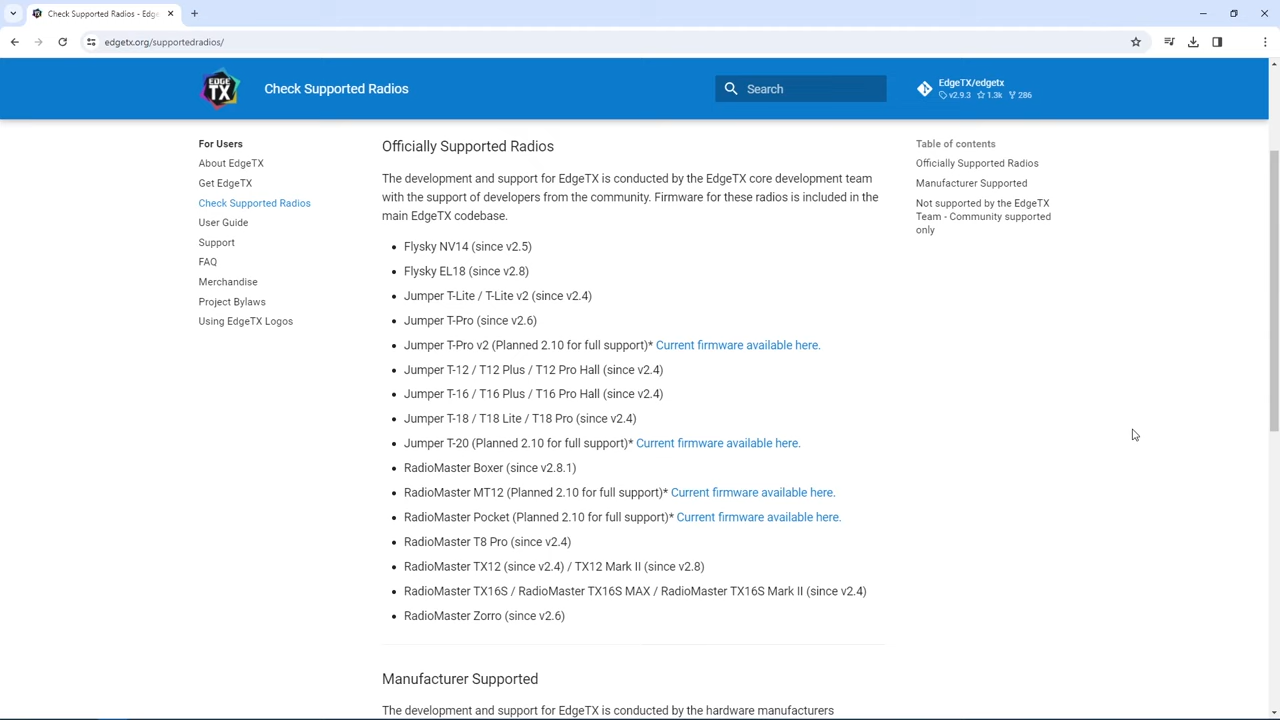 Check Supported Radios - Edg
edgetx.org/supportedradios/
EDGE
TX
Check Supported Radios
Search
EdgeTX/edgetx
v2.9.3 1.3k 286
For Users
About EdgeTX
Get EdgeTX
Check Supported Radios
User Guide
Support
FAQ
Merchandise
Project Bylaws
Using EdgeTX Logos
Officially Supported Radios
The development and support for EdgeTX is conducted by the EdgeTX core development team
with the support of developers from the community. Firmware for these radios is included in the
main EdgeTX codebase.
Flysky NV14 (since v2.5)
Flysky EL18 (since v2.8)
Jumper T-Lite / T-Lite v2 (since v2.4)
Jumper T-Pro (since v2.6)
Jumper T-Pro v2 (Planned 2.10 for full support)* Current firmware available here.
Jumper T-12 / T12 Plus / T12 Pro Hall (since v2.4)
Jumper T-16 / T16 Plus / T16 Pro Hall (since v2.4)
Jumper T-18 / T18 Lite / T18 Pro (since v2.4)
Jumper T-20 (Planned 2.10 for full support)* Current firmware available here.
RadioMaster Boxer (since v2.8.1)
RadioMaster MT12 (Planned 2.10 for full support)* Current firmware available here.
RadioMaster Pocket (Planned 2.10 for full support)* Current firmware available here.
RadioMaster T8 Pro (since v2.4)
RadioMaster TX12 (since v2.4) / TX12 Mark II (since v2.8)
RadioMaster TX16S / RadioMaster TX16S MAX / RadioMaster TX16S Mark II (since v2.4)
RadioMaster Zorro (since v2.6)
Manufacturer Supported
The development and support for EdgeTX is conducted by the hardware manufacturers
Table of contents
Officially Supported Radios
Manufacturer Supported
Not supported by the EdgeTX
Team - Community supported
only